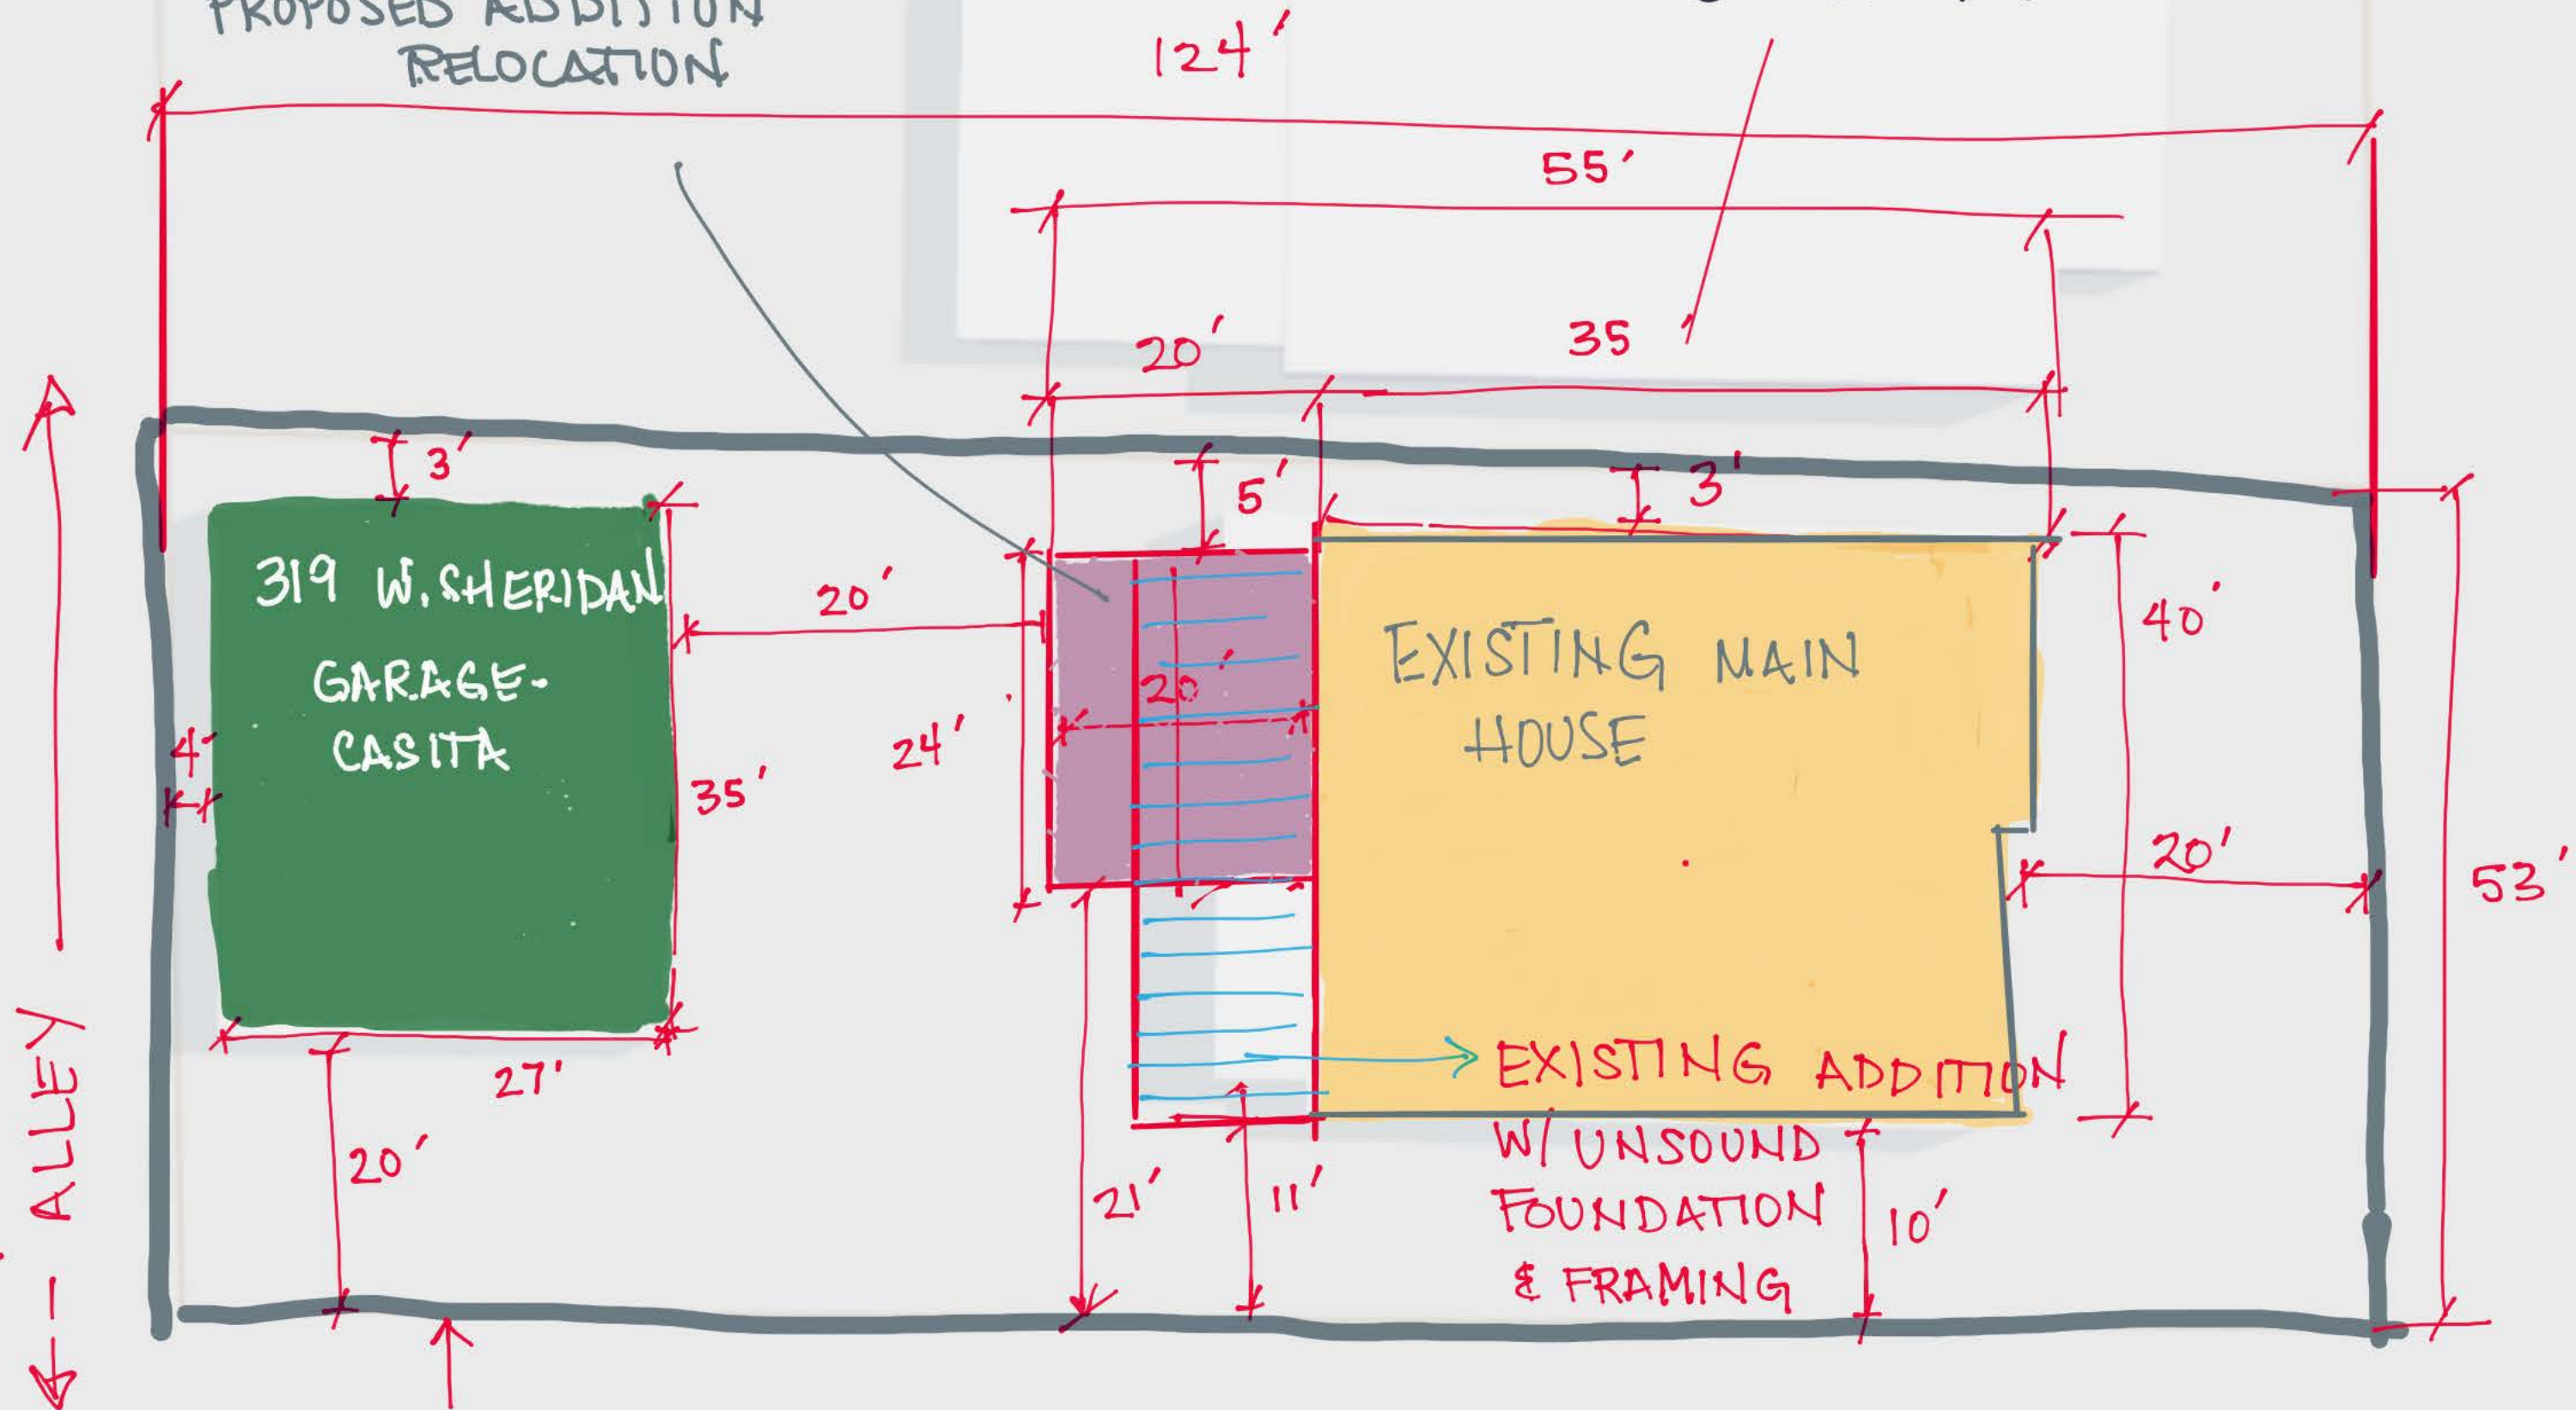 PROPOSED ADDITION
RELOCATION
124'
55'
20'
35'
3'
5'
3'
319 W. SHERIDAN
GARAGE-
CASITA
20'
40'
EXISTING MAIN
HOUSE
20'
24'
4'
35'
20'
53'
EXISTING ADDITION
W/ UNSOUND
FOUNDATION
& FRAMING
27'
20'
21'
11'
10'
ALLEY